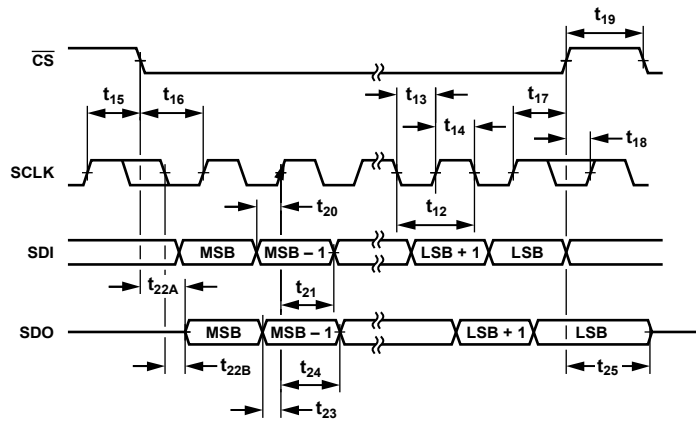 t19
CS
t15 t16 t13 t17
t14
t18
SCLK
t20 t12
SDI MSB MSB – 1 LSB + 1 LSB
t22A t21
SDO MSB MSB – 1 LSB + 1 LSB
t24 t25
t22B
t23